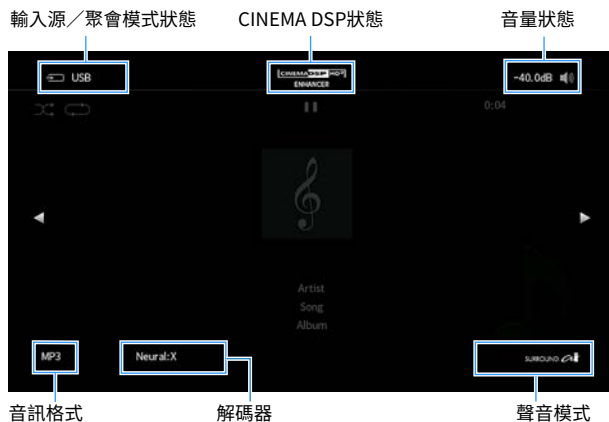 輸入源／聚會模式狀態
CINEMA DSP狀態
音量狀態
USB
CINEMA DSP HD³
ENHANCER
-40.0dB
0:04
Artist
Song
Album
MP3
Neural:X
SURROUND AI
音訊格式
解碼器
聲音模式